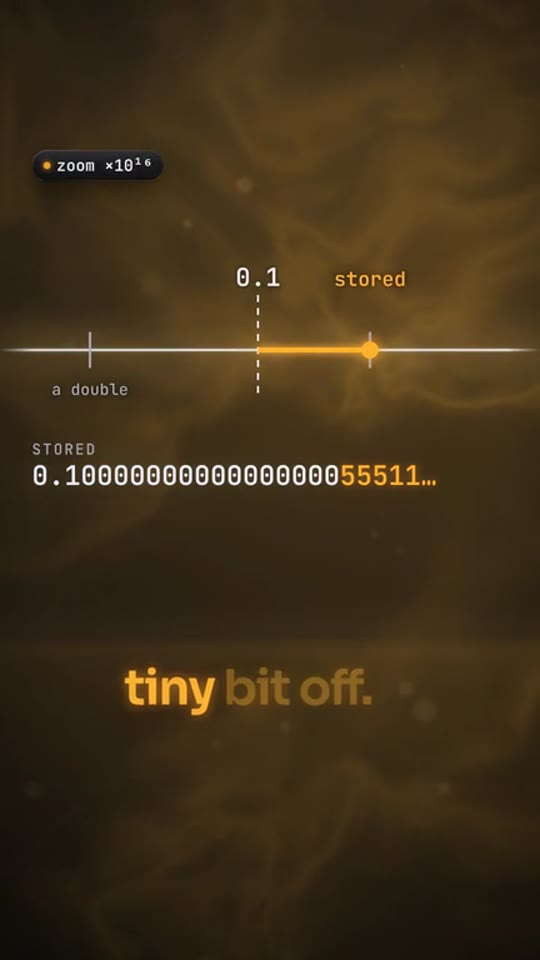 zoom ×10¹⁶
0.1 stored
a double
STORED
0.1000000000000000055511…
tiny bit off.